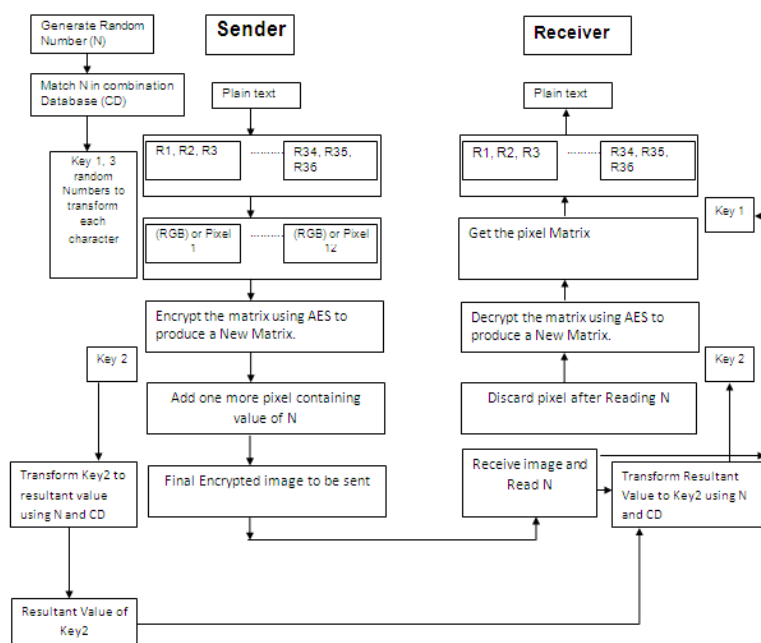 Generate Random
Number (N)
Match N in combination
Database (CD)
Key 1, 3
random
Numbers to
transform
each
character
Key 2
Transform Key2 to
resultant value
using N and CD
Resultant Value of
Key2
Sender
Plain text
R1, R2, R3
..........
R34, R35,
R36
(RGB) or Pixel
1
..........
(RGB) or Pixel
12
Encrypt the matrix using AES to
produce a New Matrix.
Add one more pixel containing
value of N
Final Encrypted image to be sent
Receiver
Plain text
R1, R2, R3
..........
R34, R35,
R36
Get the pixel Matrix
Key 1
Decrypt the matrix using AES to
produce a New Matrix.
Key 2
Discard pixel after Reading N
Receive image and
Read N
Transform Resultant
Value to Key2 using N
and CD